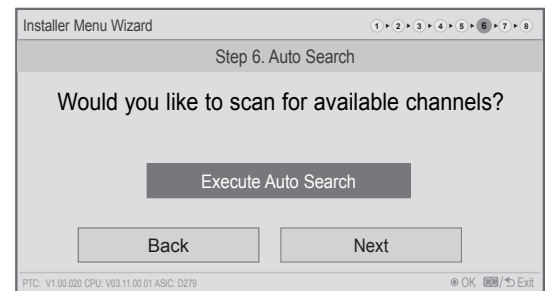 Installer Menu Wizard 1 2 3 4 5 6 7 8
Step 6. Auto Search
Would you like to scan for available channels?
Execute Auto Search
Back Next
PTC: V1.00.020 CPU: V03.11.00.01 ASIC: D279 OK CC / Exit